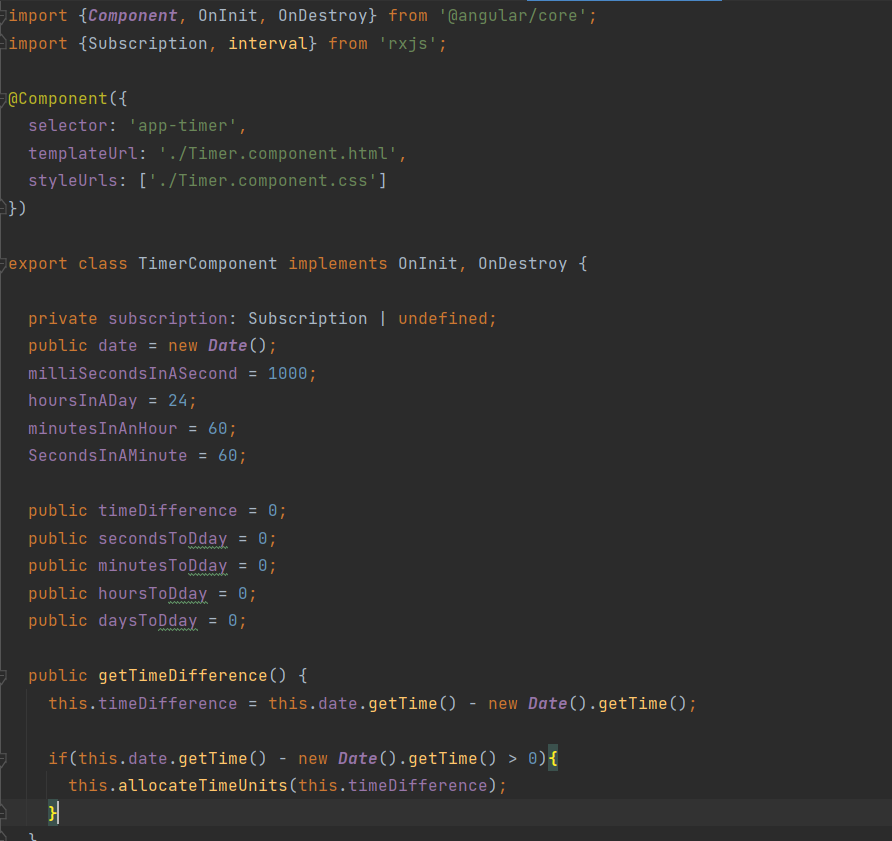 import {Component, OnInit, OnDestroy} from '@angular/core';
import {Subscription, interval} from 'rxjs';
@Component({
selector: 'app-timer',
templateUrl: './Timer.component.html',
styleUrls: ['./Timer.component.css']
})
export class TimerComponent implements OnInit, OnDestroy {
private subscription: Subscription | undefined;
public date = new Date();
milliSecondsInASecond = 1000;
hoursInADay = 24;
minutesInAnHour = 60;
SecondsInAMinute = 60;
public timeDifference = 0;
public secondsToDday = 0;
public minutesToDday = 0;
public hoursToDday = 0;
public daysToDday = 0;
public getTimeDifference() {
this.timeDifference = this.date.getTime() - new Date().getTime();
if(this.date.getTime() - new Date().getTime() > 0){
this.allocateTimeUnits(this.timeDifference);
}
}